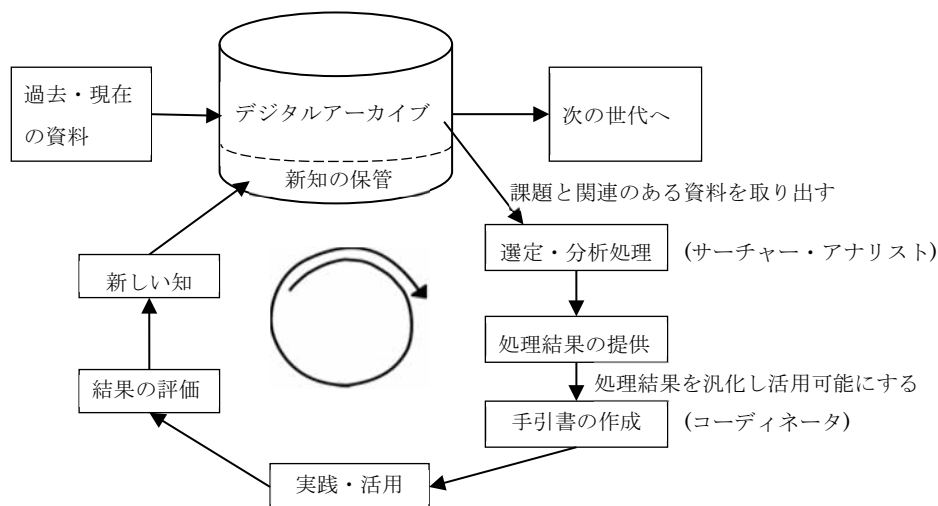 過去・現在
の資料
デジタルアーカイブ
新知の保管
次の世代へ
課題と関連のある資料を取り出す
選定・分析処理
(サーチャー・アナリスト)
新しい知
処理結果の提供
処理結果を汎化し活用可能にする
結果の評価
手引書の作成
(コーディネータ)
実践・活用